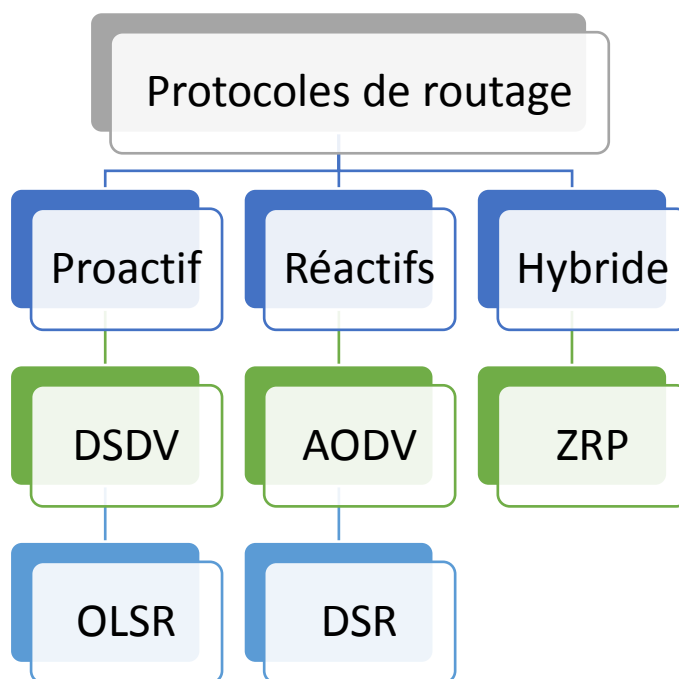 Protocoles de routage
Proactif
Réactifs
Hybride
DSDV
AODV
ZRP
OLSR
DSR